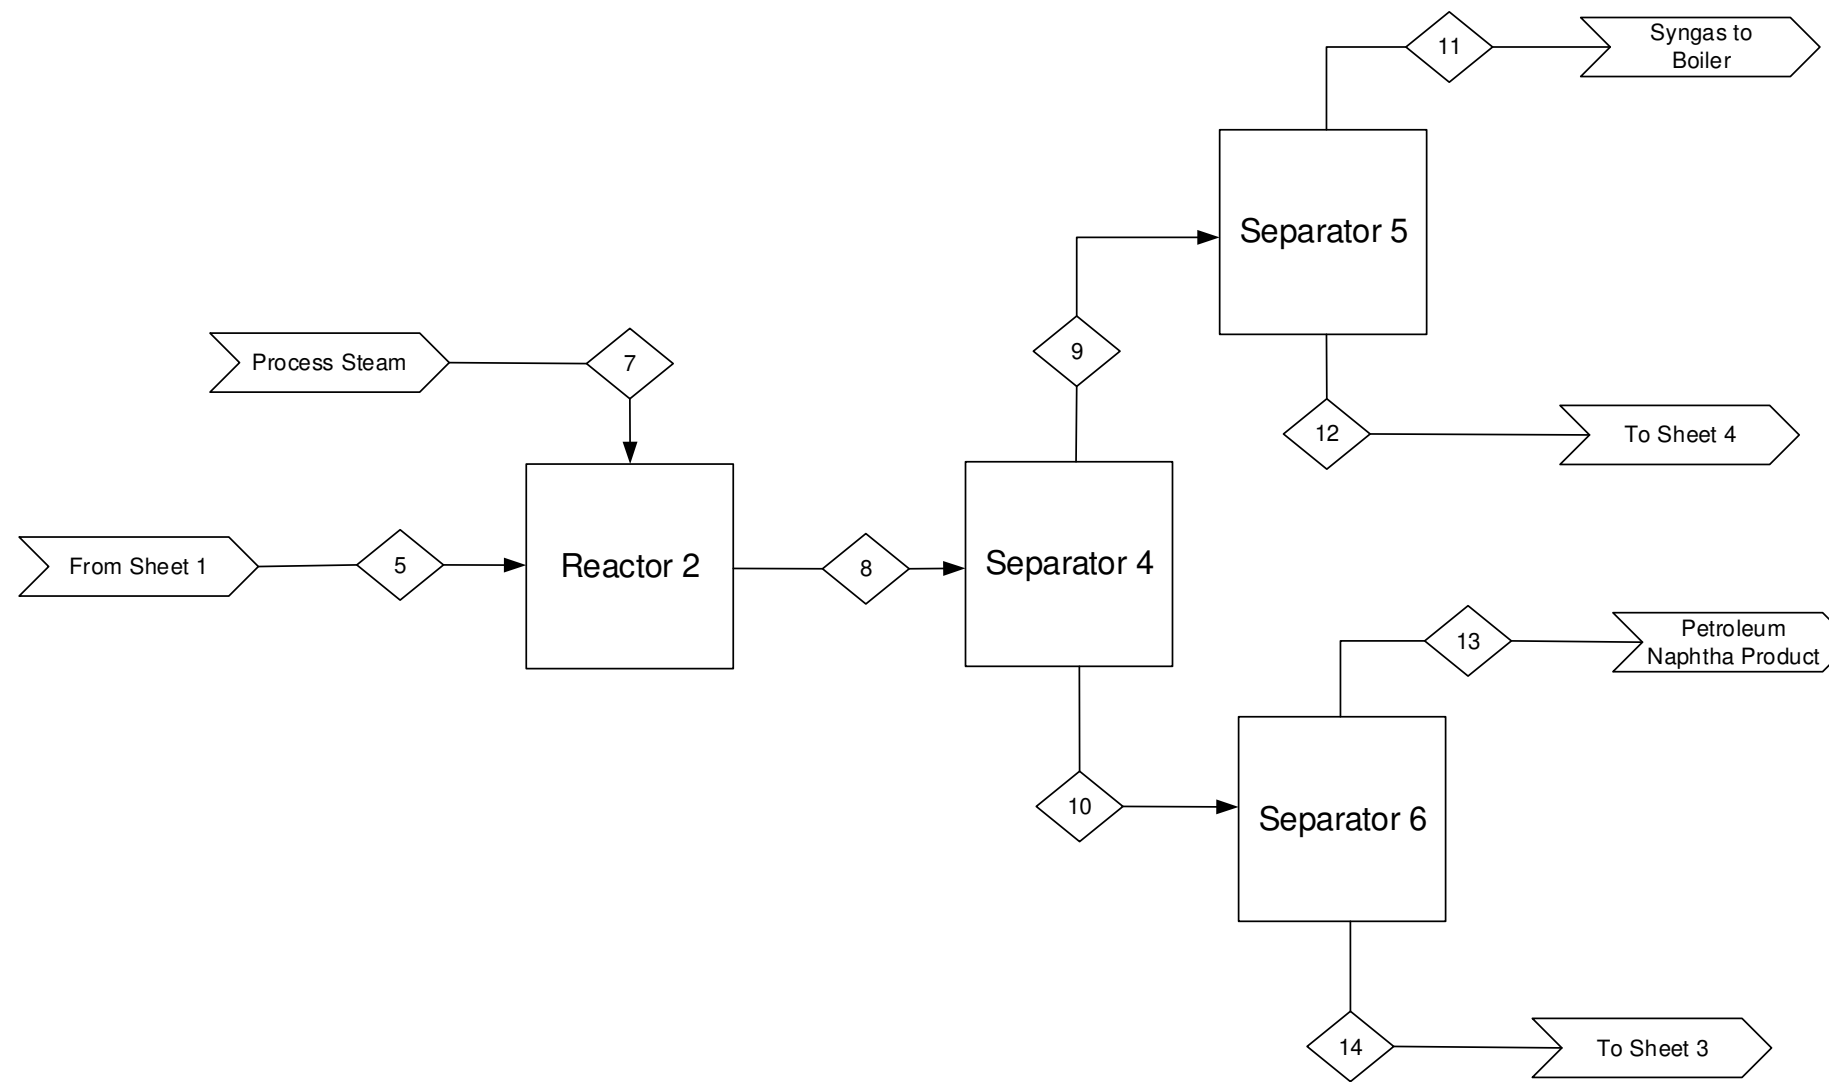 11
Syngas to
Boiler
Separator 5
Process Steam
7
9
12
To Sheet 4
From Sheet 1
5
Reactor 2
8
Separator 4
13
Petroleum
Naphtha Product
10
Separator 6
14
To Sheet 3